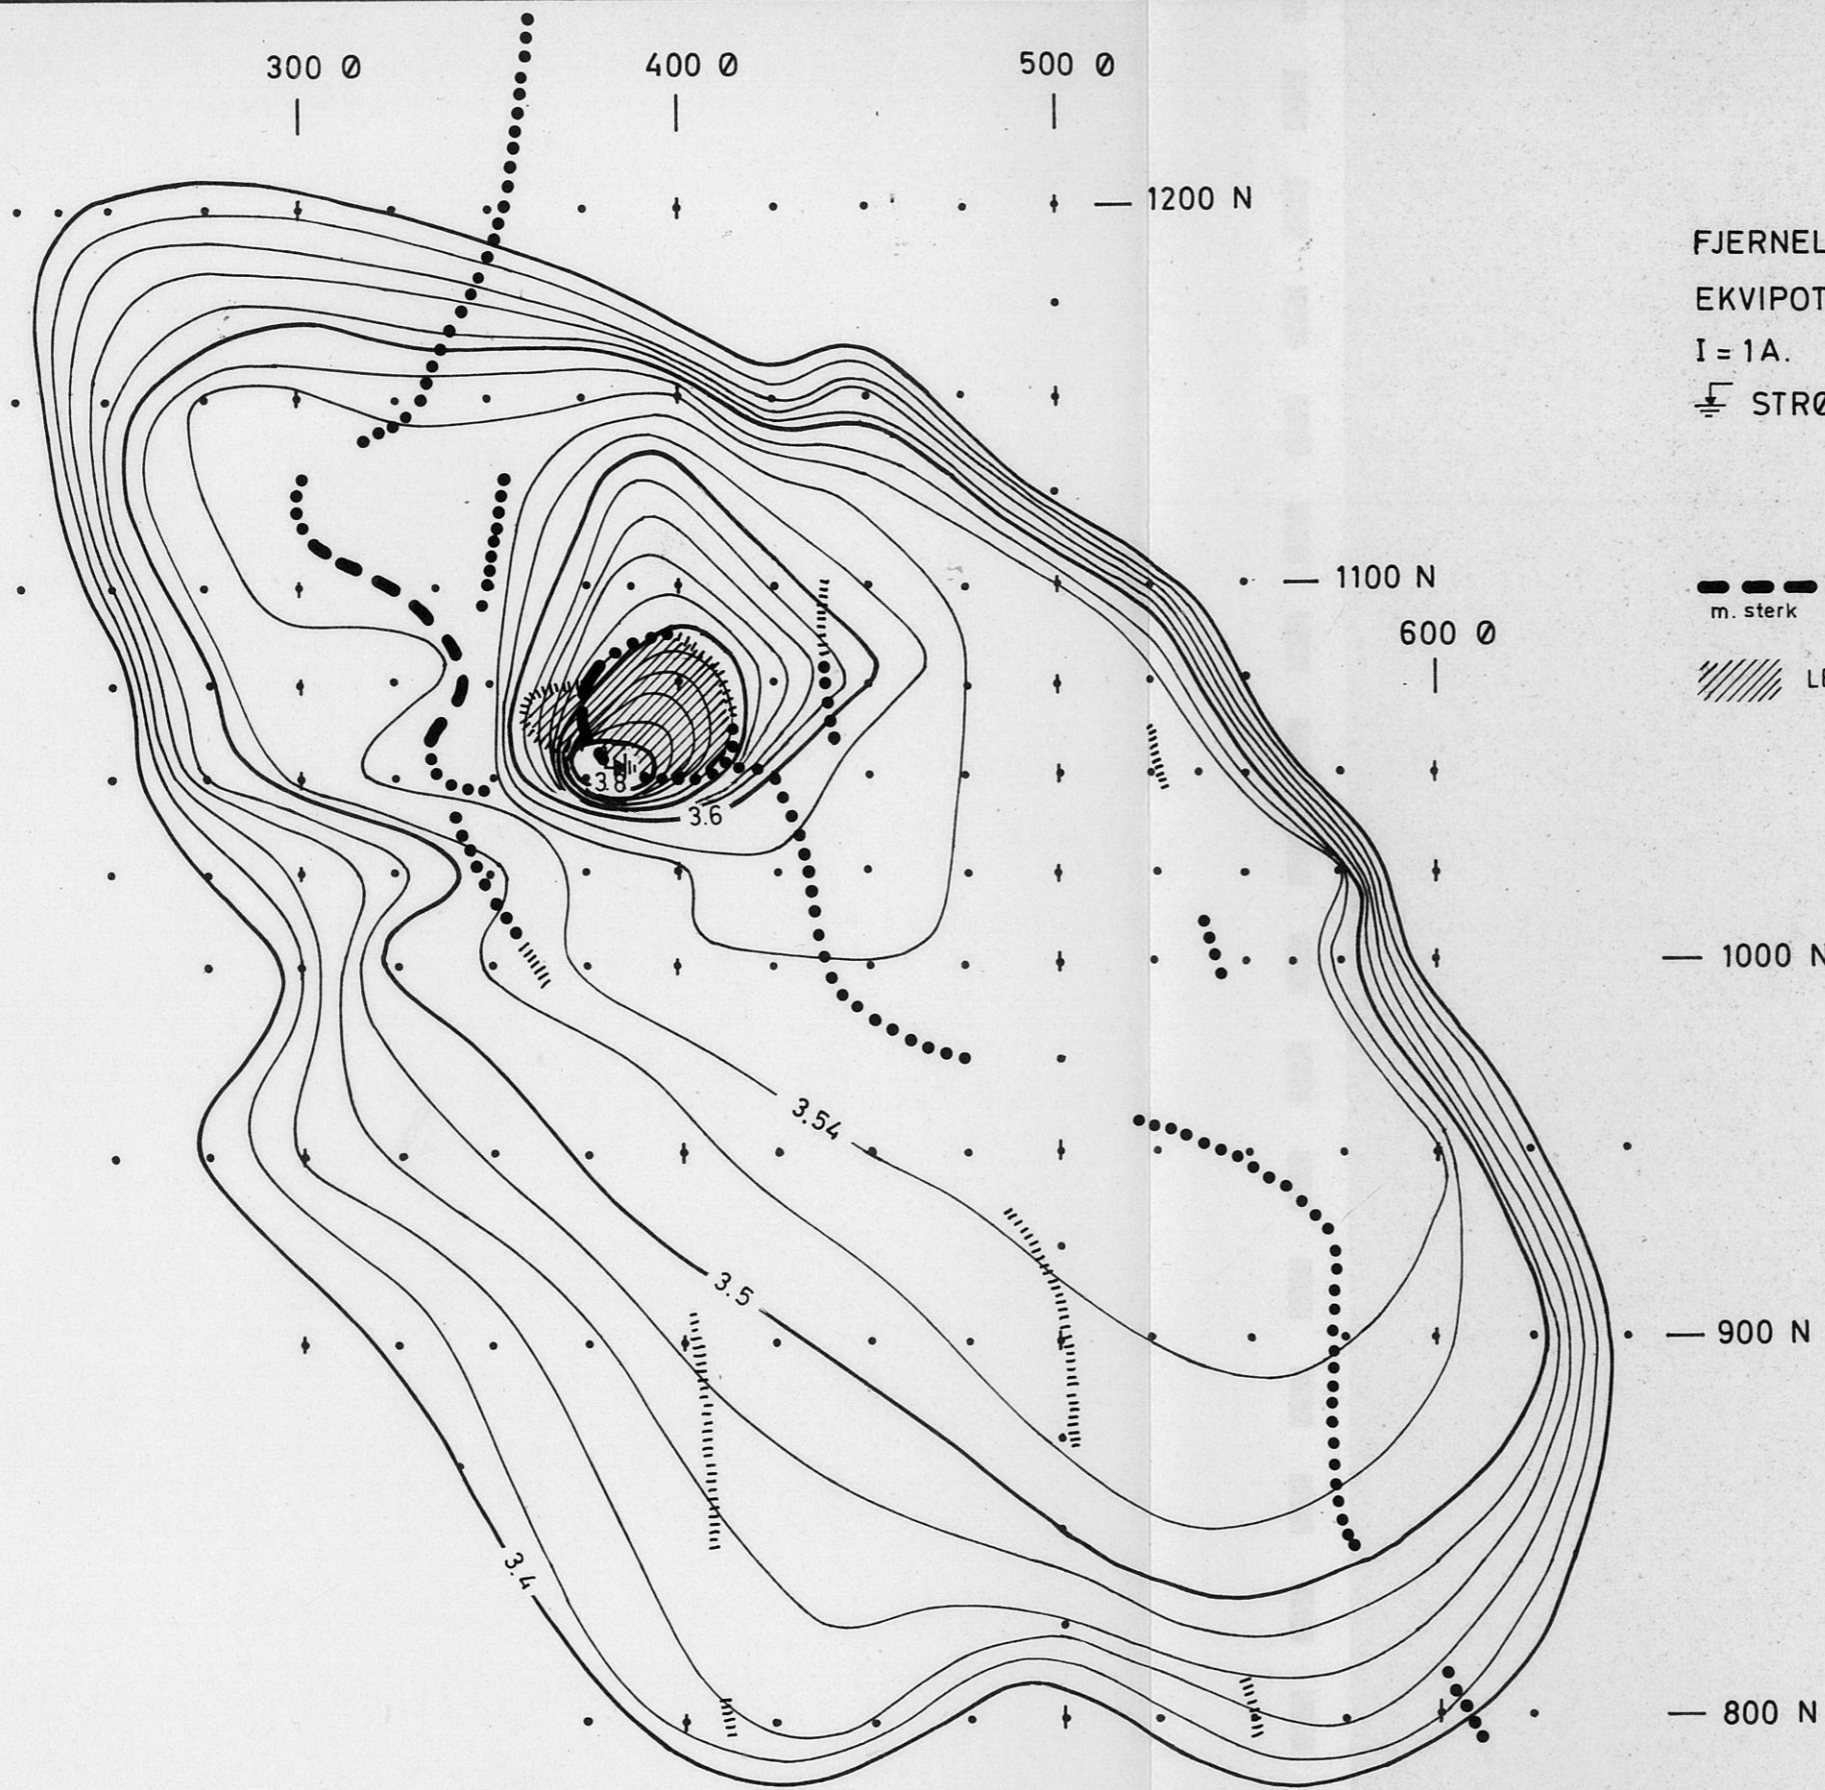 300 Ø
400 Ø
500 Ø
1200 N
FJERNEL
EKVIPOT
I = 1A.
STRØ
1100 N
m. sterk
600 Ø
LE
3.8
3.6
1000 N
3.54
3.5
900 N
3.4
800 N